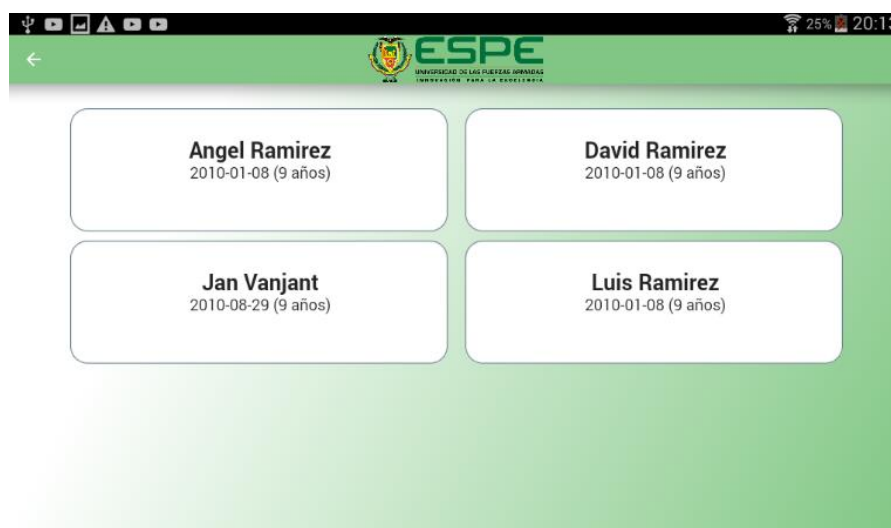 25% 20:13
ESPE
UNIVERSIDAD DE LAS FUERZAS ARMADAS
INNOVACIÓN PARA LA EXCELENCIA
Angel Ramirez
2010-01-08 (9 años)
David Ramirez
2010-01-08 (9 años)
Jan Vanjant
2010-08-29 (9 años)
Luis Ramirez
2010-01-08 (9 años)